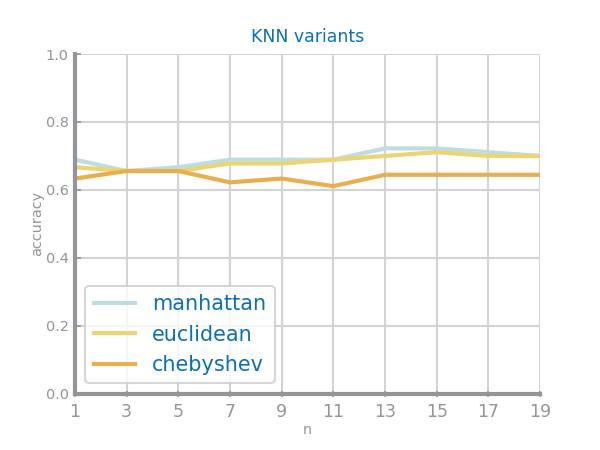 KNN variants
1.0
0.8
0.6
0.4
0.2
0.0
accuracy
manhattan
euclidean
chebyshev
1 3 5 7 9 11 13 15 17 19
n